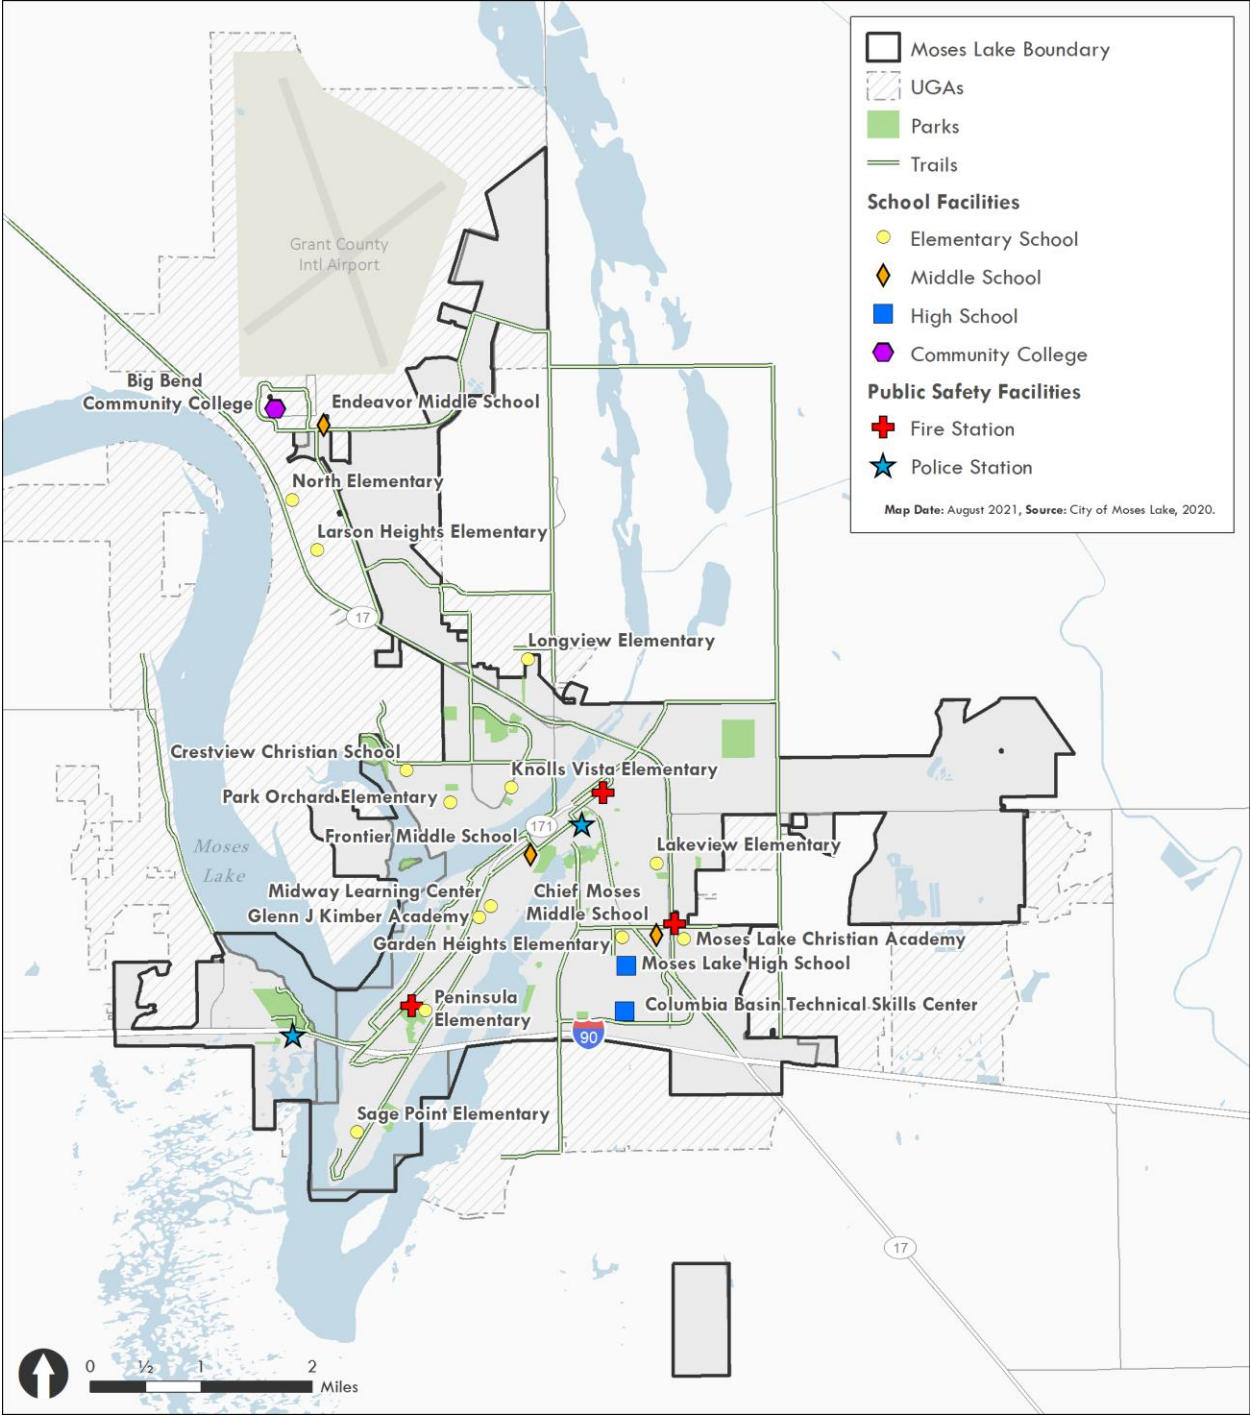 Moses Lake Boundary
UGAs
Parks
Trails
School Facilities
Elementary School
Middle School
High School
Community College
Public Safety Facilities
Fire Station
Police Station
Map Date: August 2021, Source: City of Moses Lake, 2020.
Grant County
Intl Airport
Big Bend
Community College
Endeavor Middle School
North Elementary
Larson Heights Elementary
17
Longview Elementary
Crestview Christian School
Knolls Vista Elementary
Park Orchard Elementary
171
Frontier Middle School
Lakeview Elementary
Moses
Lake
Midway Learning Center
Glenn J Kimber Academy
Chief Moses
Middle School
Garden Heights Elementary
Moses Lake Christian Academy
Moses Lake High School
Peninsula
Elementary
Columbia Basin Technical Skills Center
90
Sage Point Elementary
17
0 ½ 1 2
Miles